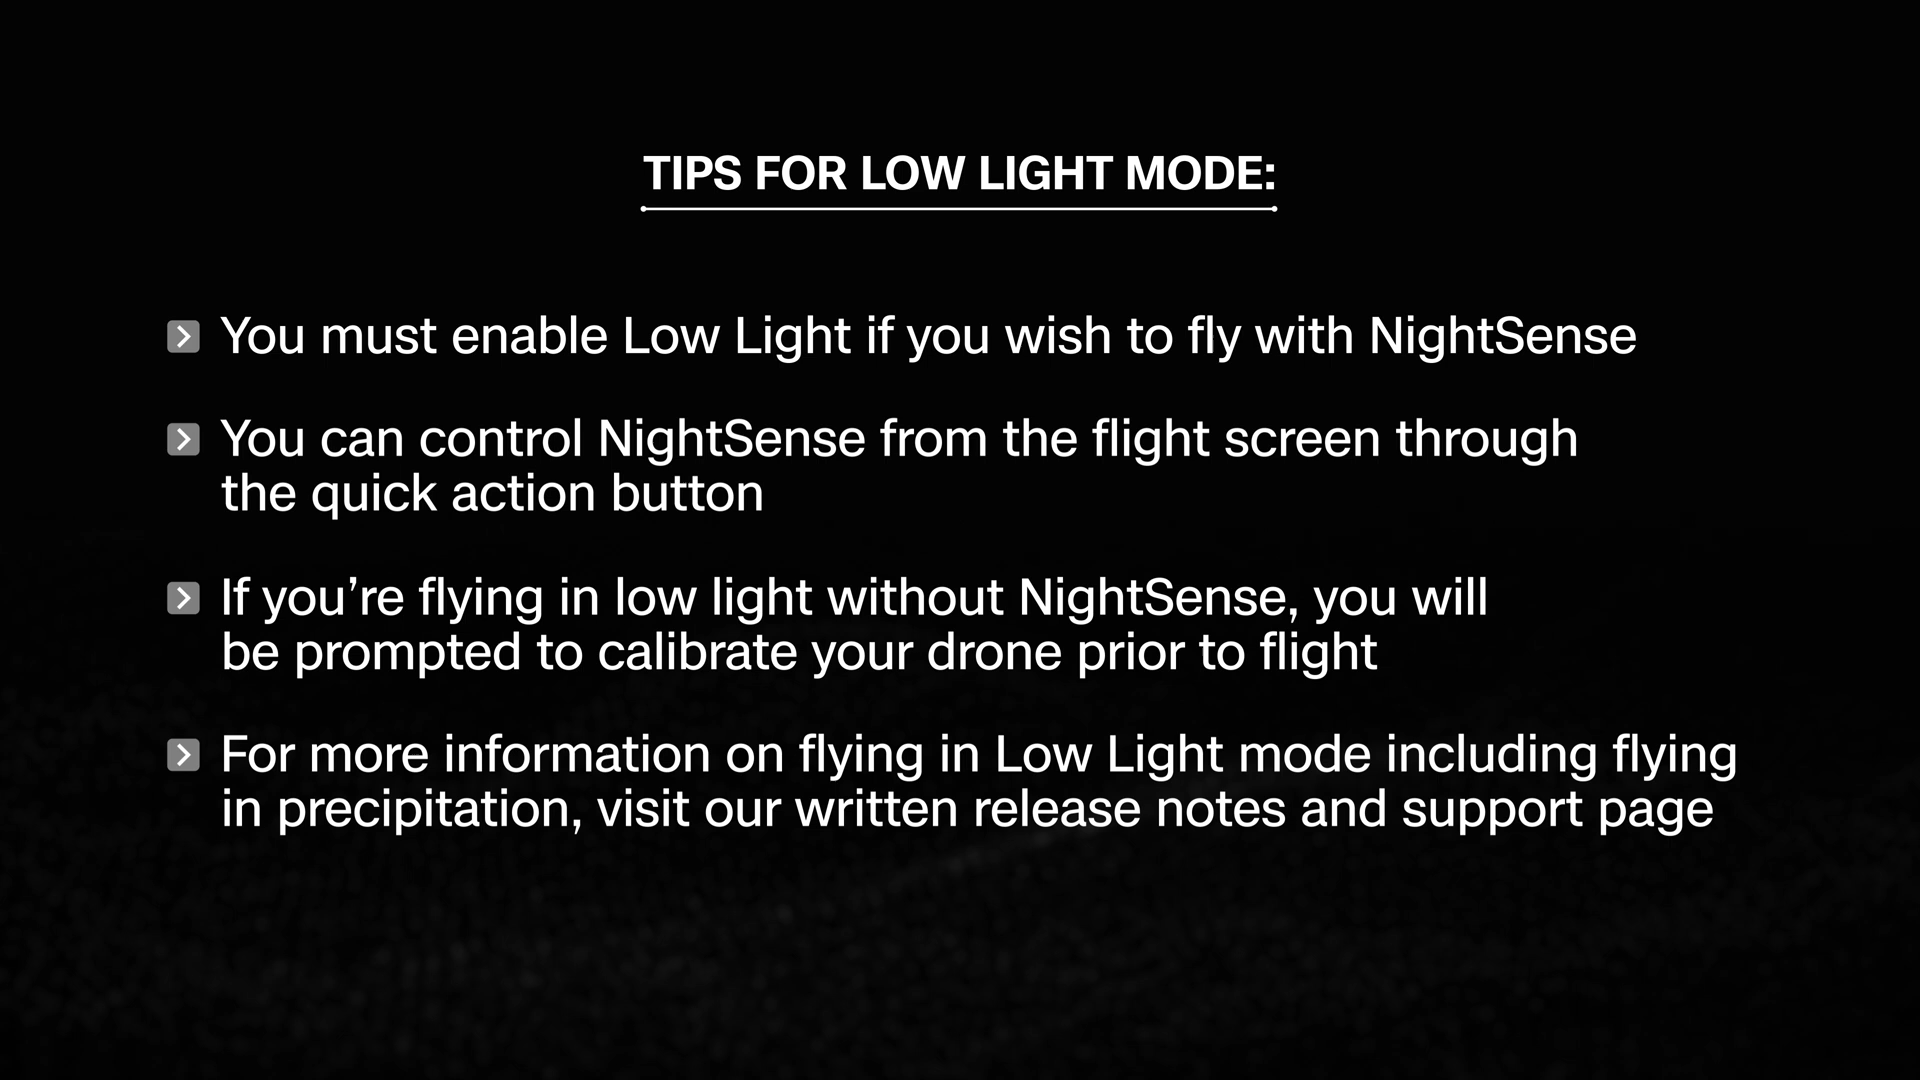 TIPS FOR LOW LIGHT MODE:
You must enable Low Light if you wish to fly with NightSense
You can control NightSense from the flight screen through
the quick action button
If you’re flying in low light without NightSense, you will
be prompted to calibrate your drone prior to flight
For more information on flying in Low Light mode including flying
in precipitation, visit our written release notes and support page